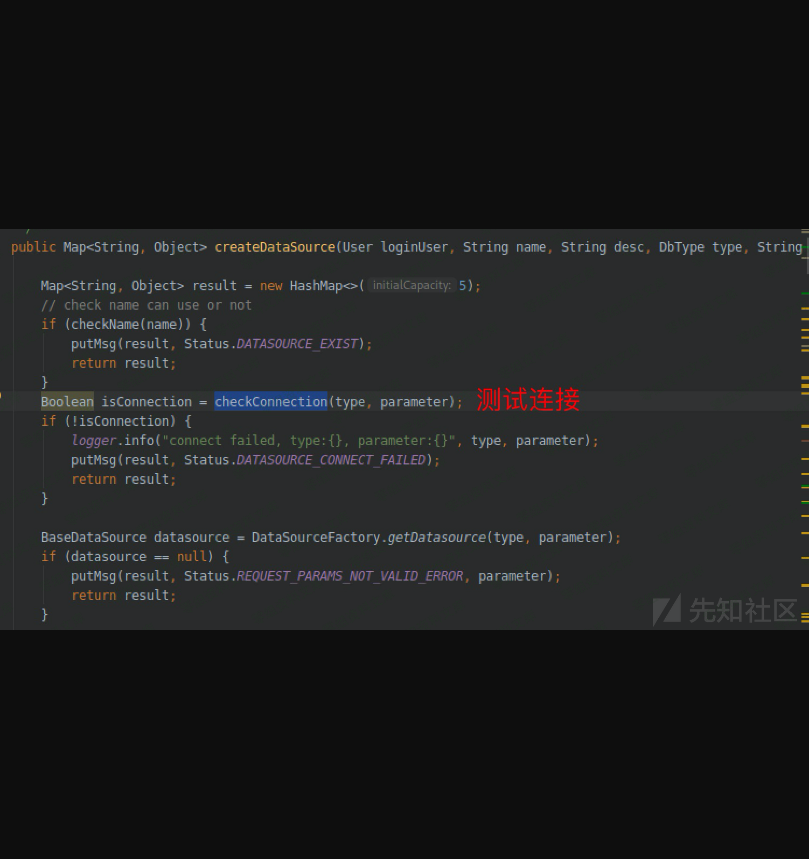 public Map<String, Object> createDataSource(User loginUser, String name, String desc, DbType type, String
Map<String, Object> result = new HashMap<>( initialCapacity: 5);
// check name can use or not
if (checkName(name)) {
putMsg(result, Status.DATASOURCE_EXIST);
return result;
}
Boolean isConnection = checkConnection(type, parameter); 测试连接
if (!isConnection) {
logger.info("connect failed, type:{}, parameter:{}", type, parameter);
putMsg(result, Status.DATASOURCE_CONNECT_FAILED);
return result;
}
BaseDataSource datasource = DataSourceFactory.getDatasource(type, parameter);
if (datasource == null) {
putMsg(result, Status.REQUEST_PARAMS_NOT_VALID_ERROR, parameter);
return result;
}
先知社区